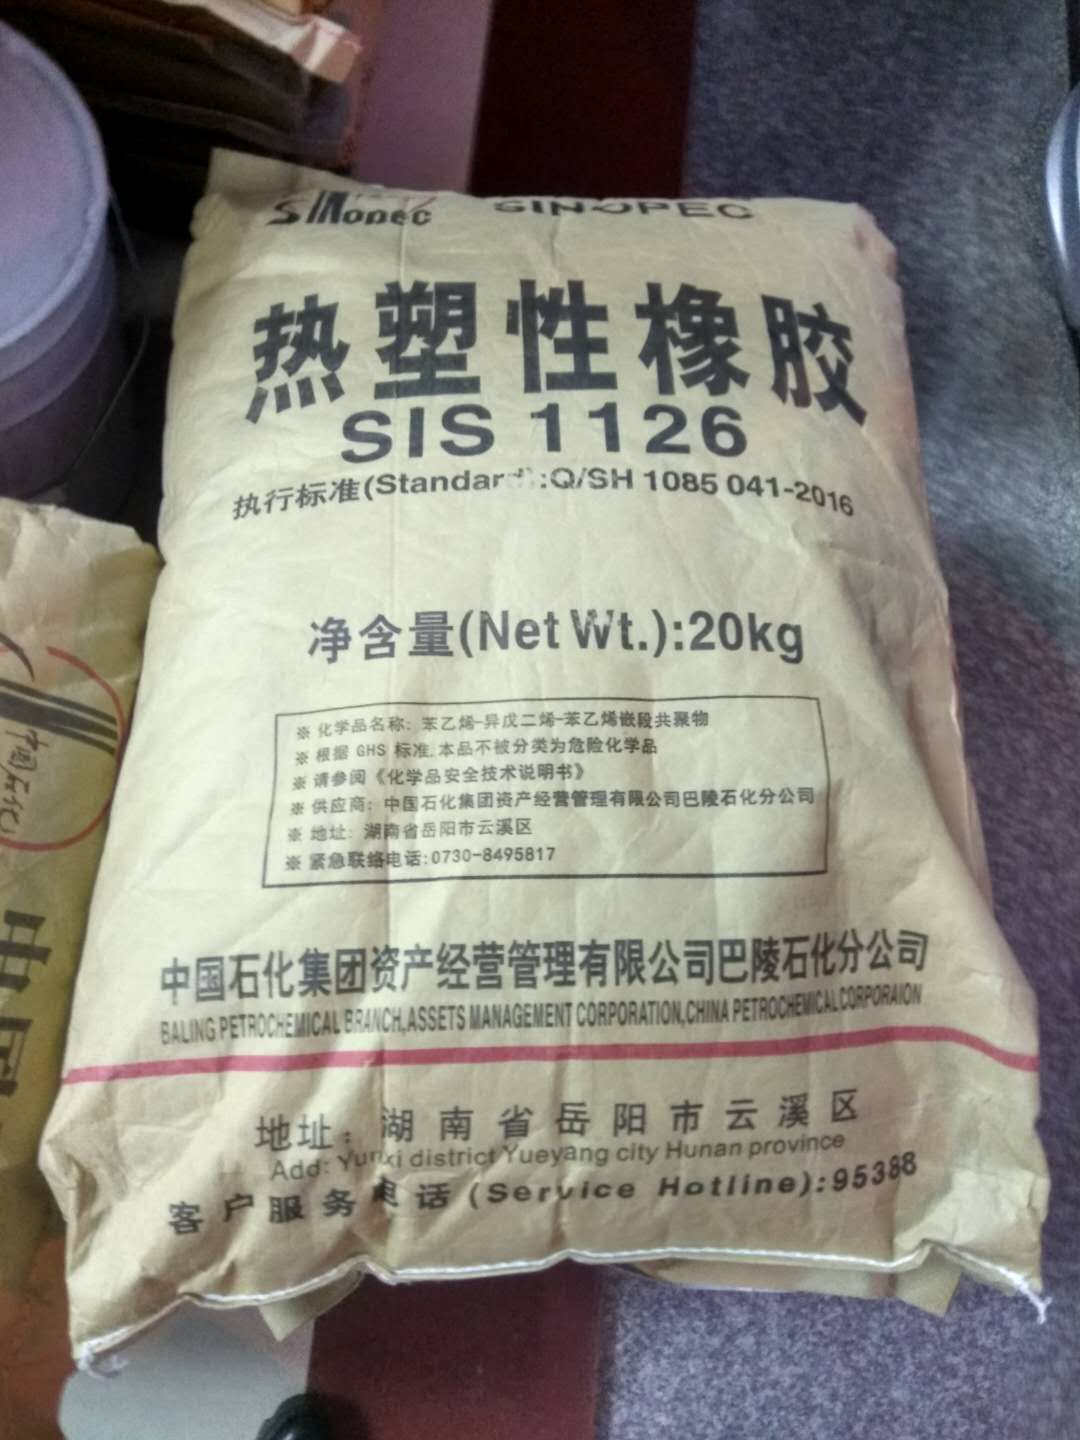 SINopec SINOPEC
热塑性橡胶
SIS 1126
执行标准(Standard):Q/SH 1085 041-2016
净含量(Net Wt.):20kg
※ 化学品名称: 苯乙烯-异戊二烯-苯乙烯嵌段共聚物
※ 根据 GHS 标准,本品不被分类为危险化学品
※ 请参阅《化学品安全技术说明书》
※ 供应商: 中国石化集团资产经营管理有限公司巴陵石化分公司
※ 地址: 湖南省岳阳市云溪区
※ 紧急联络电话:0730-8495817
中国石化集团资产经营管理有限公司巴陵石化分公司
BALING PETROCHEMICAL BRANCH,ASSETS MANAGEMENT CORPORATION,CHINA PETROCHEMICAL CORPORAION
地址: 湖南省岳阳市云溪区
Add: Yunxi district Yueyang city Hunan province
客户服务电话(Service Hotline):95388
中国石化
中国